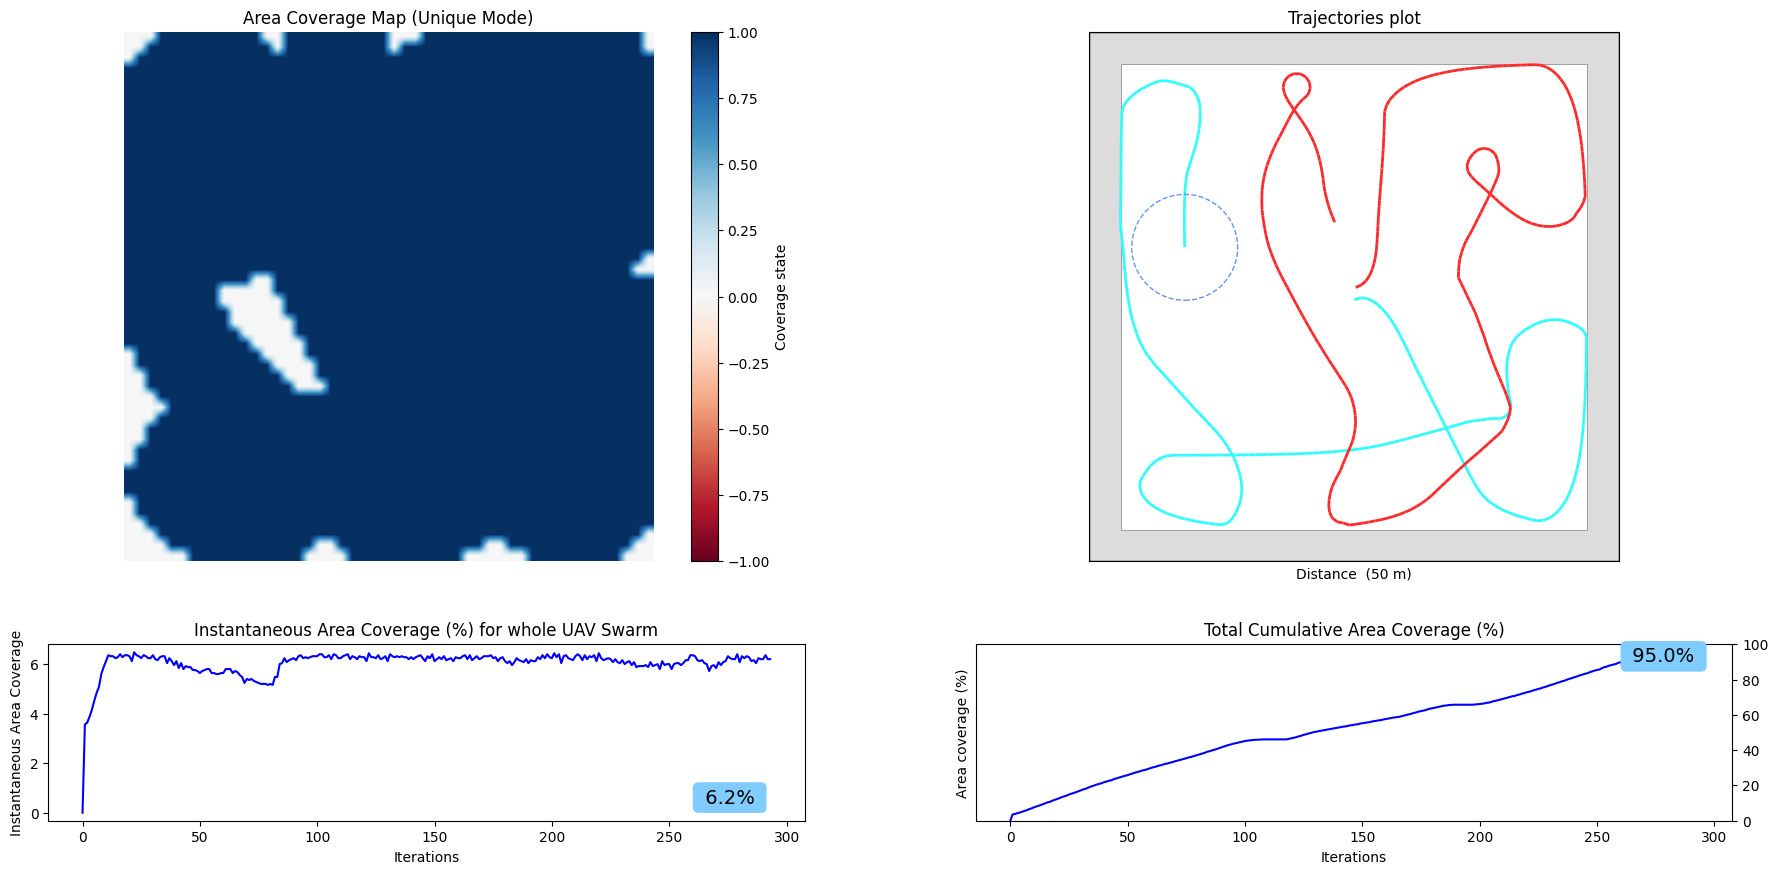 Area Coverage Map (Unique Mode)
1.00
0.75
0.50
0.25
0.00
−0.25
−0.50
−0.75
−1.00
Coverage state
Trajectories plot
Distance  (50 m)
Instantaneous Area Coverage (%) for whole UAV Swarm
Instantaneous Area Coverage
6
4
2
0
6.2%
0 50 100 150 200 250 300
Iterations
Total Cumulative Area Coverage (%)
Area coverage (%)
95.0%
100
80
60
40
20
0
0 50 100 150 200 250 300
Iterations